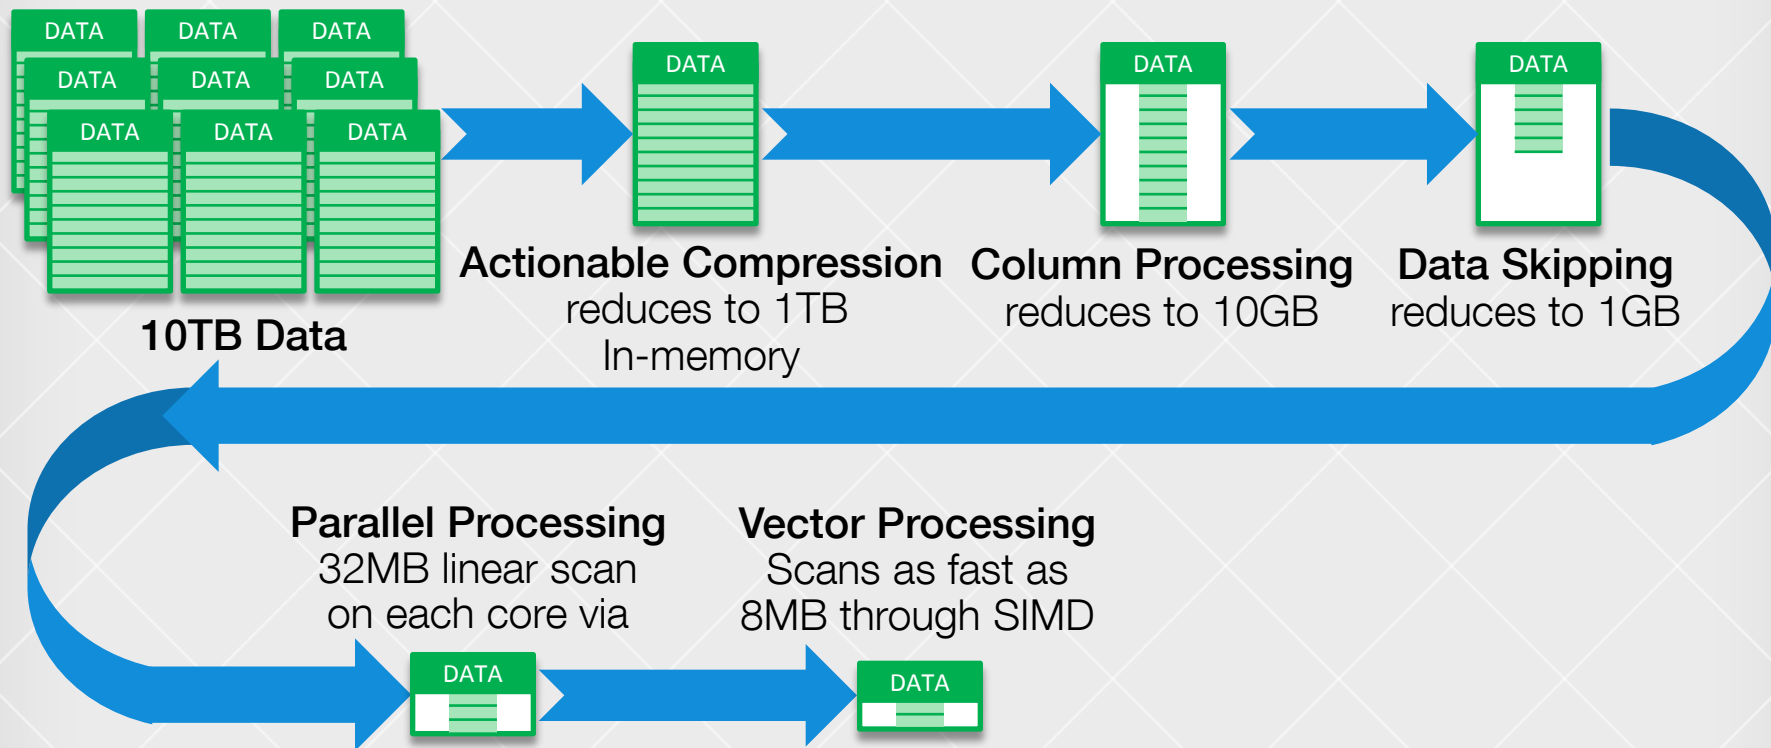 DATA
DATA
DATA
DATA
DATA
DATA
DATA
DATA
DATA
10TB Data
DATA
Actionable Compression
reduces to 1TB
In-memory
DATA
Column Processing
reduces to 10GB
DATA
Data Skipping
reduces to 1GB
Parallel Processing
32MB linear scan
on each core via
DATA
Vector Processing
Scans as fast as
8MB through SIMD
DATA